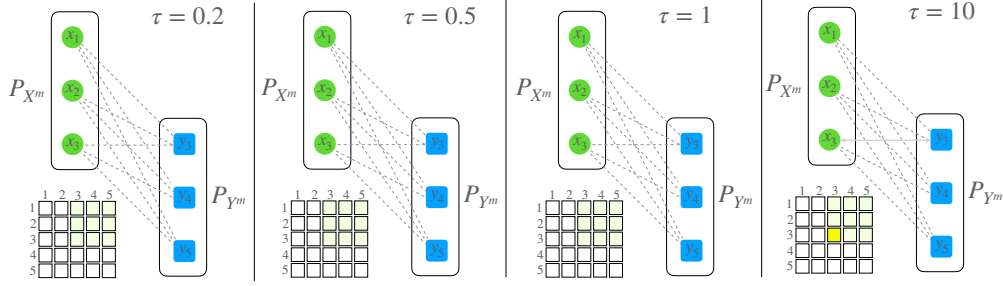 τ = 0.2
x₁
x₂
x₃
P_{X^m}
y₃
y₄
y₅
P_{Y^m}
1 2 3 4 5
1
2
3
4
5
τ = 0.5
x₁
x₂
x₃
P_{X^m}
y₃
y₄
y₅
P_{Y^m}
1 2 3 4 5
1
2
3
4
5
τ = 1
x₁
x₂
x₃
P_{X^m}
y₃
y₄
y₅
P_{Y^m}
1 2 3 4 5
1
2
3
4
5
τ = 10
x₁
x₂
x₃
P_{X^m}
y₃
y₄
y₅
P_{Y^m}
1 2 3 4 5
1
2
3
4
5